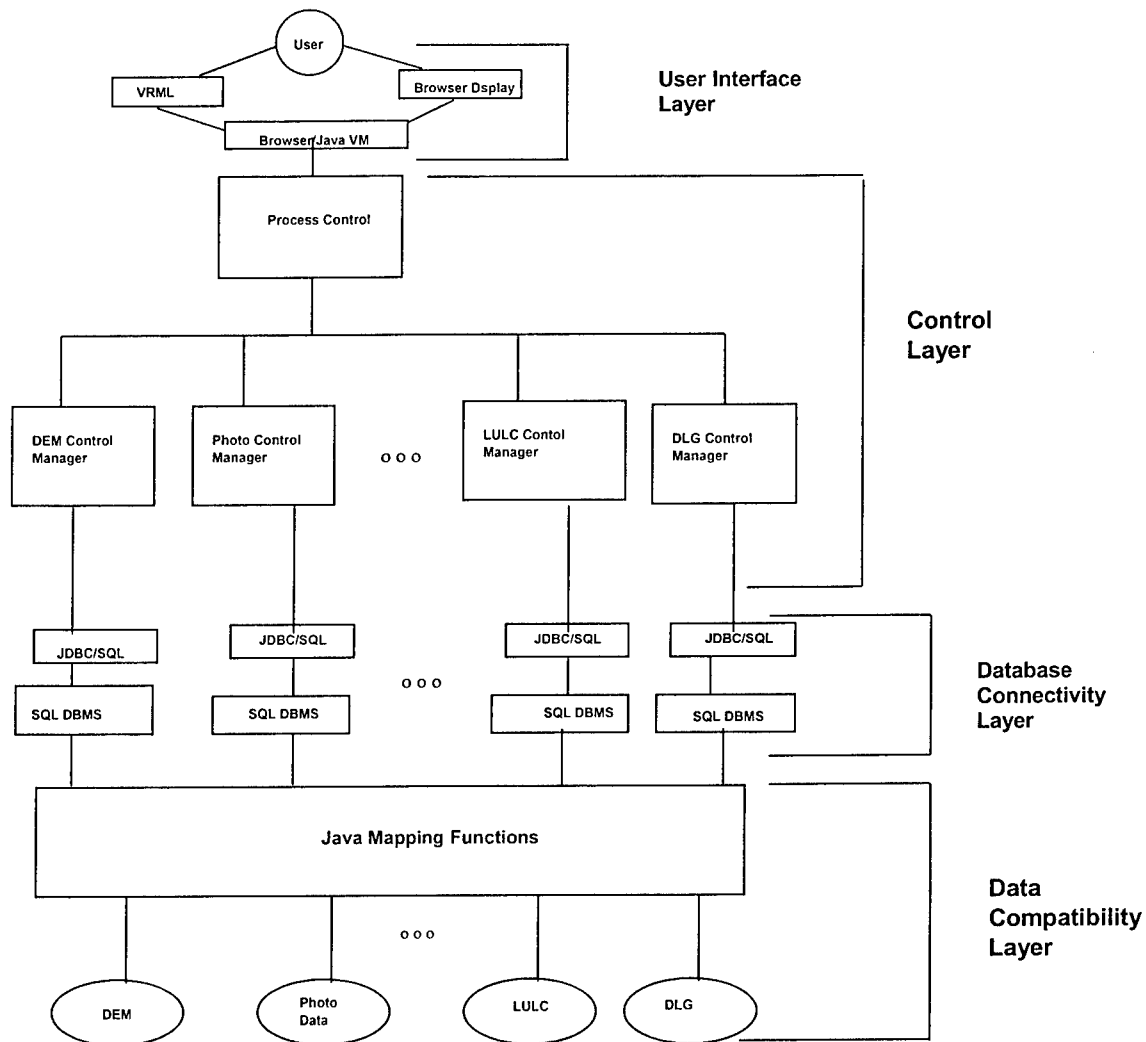 User
VRML
Browser Dsplay
Browser/Java VM
User Interface
Layer
Process Control
Control
Layer
DEM Control
Manager
Photo Control
Manager
o o o
LULC Contol
Manager
DLG Control
Manager
JDBC/SQL
JDBC/SQL
JDBC/SQL
JDBC/SQL
o o o
SQL DBMS
SQL DBMS
SQL DBMS
SQL DBMS
Database
Connectivity
Layer
Java Mapping Functions
Data
Compatibility
Layer
o o o
DEM
Photo
Data
LULC
DLG